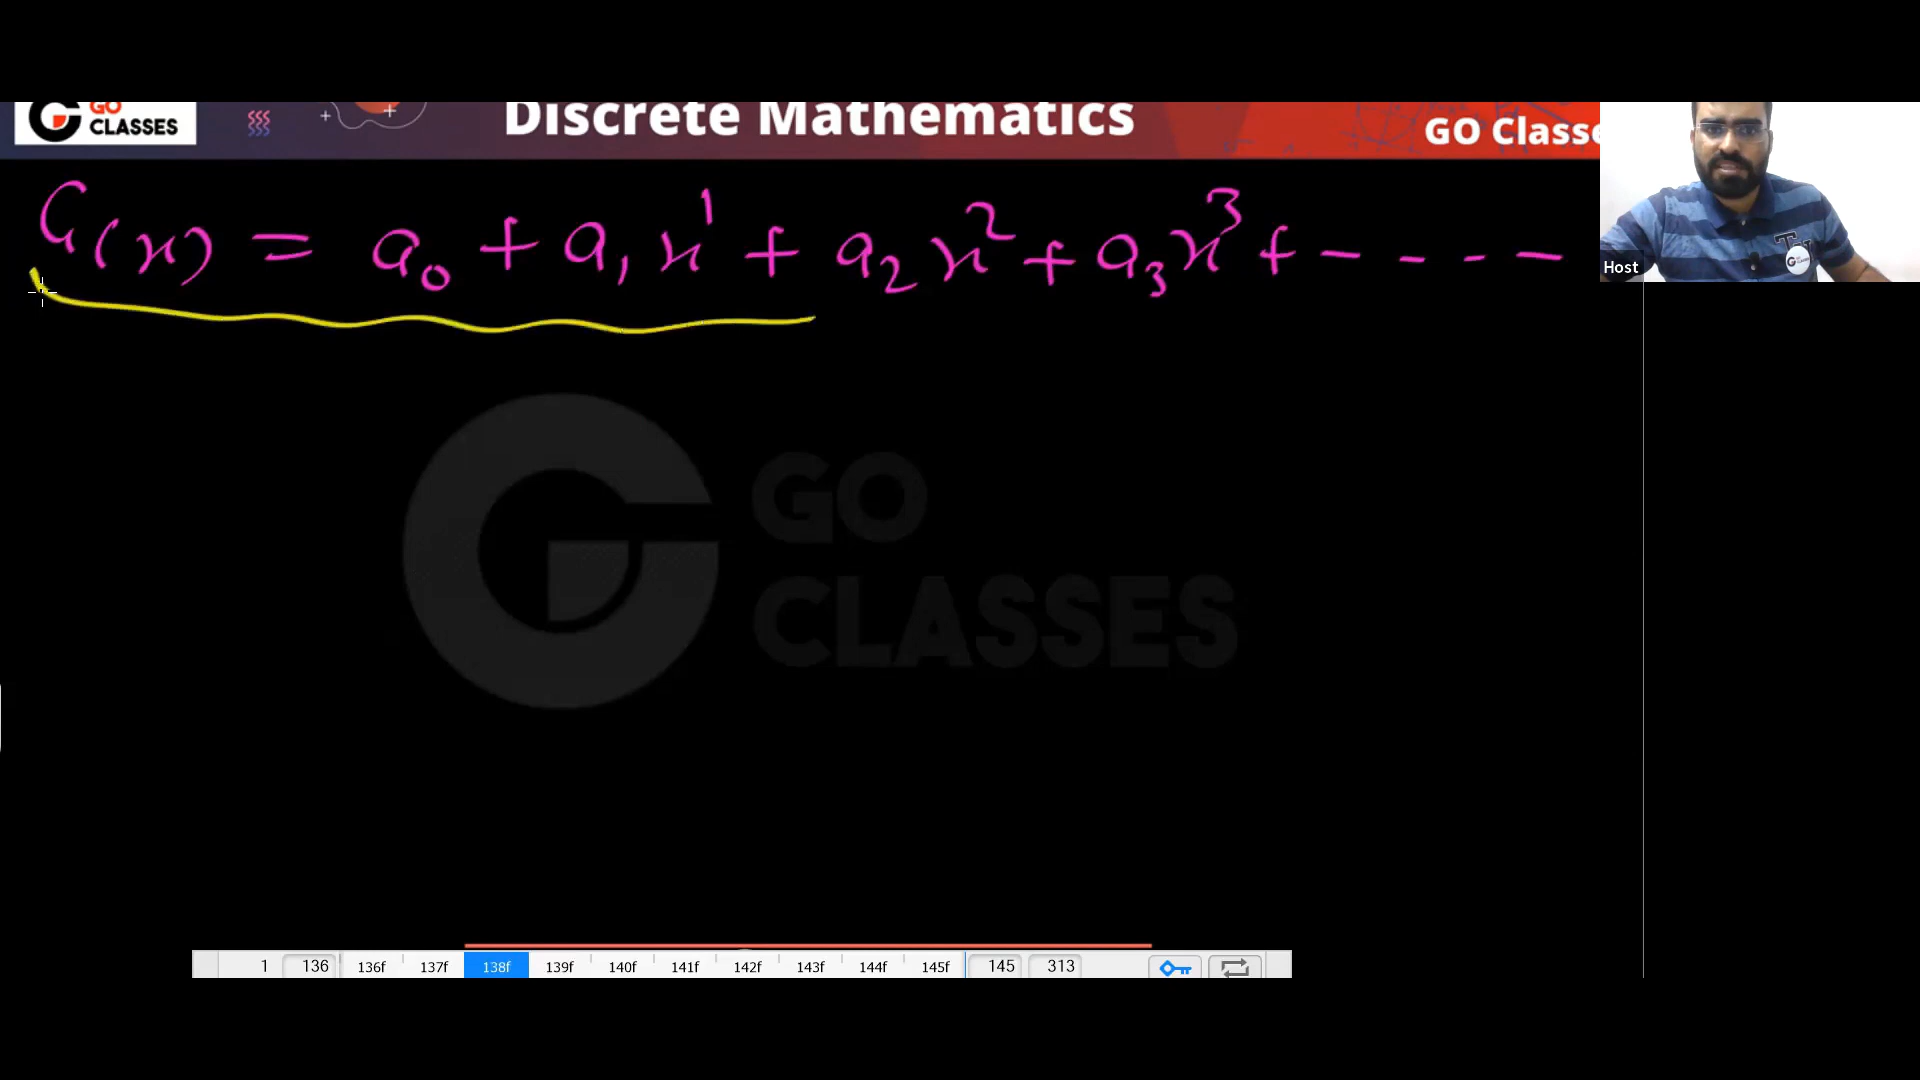 GO
CLASSES
Discrete Mathematics
GO Classe
G(x) = a₀ + a₁x¹ + a₂x² + a₃x³ + - - - -
Host
GO
CLASSES
1 136 136f 137f 138f 139f 140f 141f 142f 143f 144f 145f 145 313